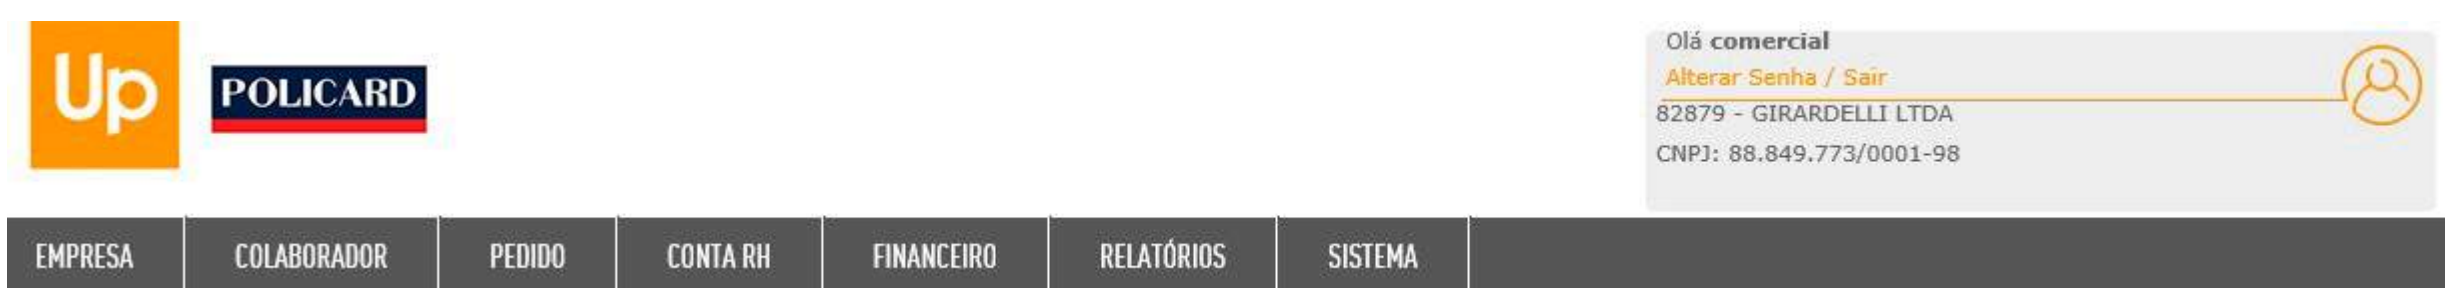 Up
POLICARD
Olá comercial
Alterar Senha / Sair
82879 - GIRARDELLI LTDA
CNPJ: 88.849.773/0001-98
EMPRESA COLABORADOR PEDIDO CONTA RH FINANCEIRO RELATÓRIOS SISTEMA